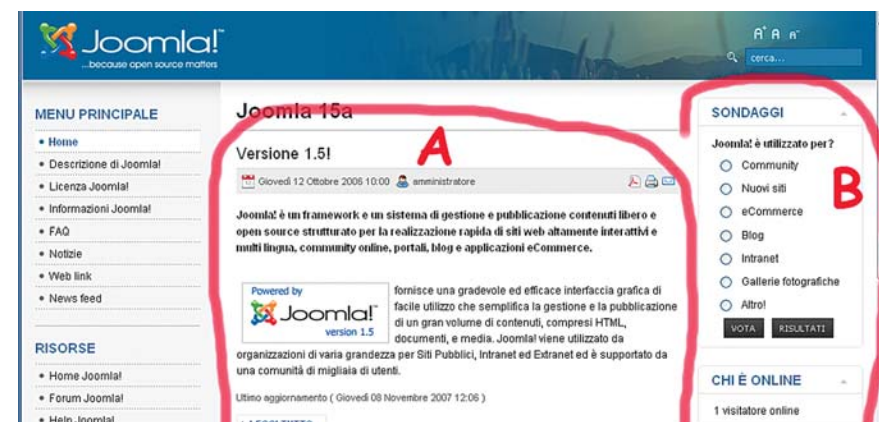 Joomla!™
...because open source matters
A+ A A-
cerca...
MENU PRINCIPALE
Home
Descrizione di Joomla!
Licenza Joomla!
Informazioni Joomla!
FAQ
Notizie
Web link
News feed
RISORSE
Home Joomla!
Forum Joomla!
Help Joomla!
Joomla 15a
A
Versione 1.5!
Giovedì 12 Ottobre 2006 10:00 amministratore
Joomla! è un framework e un sistema di gestione e pubblicazione contenuti libero e
open source strutturato per la realizzazione rapida di siti web altamente interattivi e
multi lingua, community online, portali, blog e applicazioni eCommerce.
Powered by
Joomla!™
version 1.5
fornisce una gradevole ed efficace interfaccia grafica di
facile utilizzo che semplifica la gestione e la pubblicazione
di un gran volume di contenuti, compresi HTML,
documenti, e media. Joomla! viene utilizzato da
organizzazioni di varia grandezza per Siti Pubblici, Intranet ed Extranet ed è supportato da
una comunità di migliaia di utenti.
Ultimo aggiornamento ( Giovedì 08 Novembre 2007 12:06 )
LEGGI TUTTO
SONDAGGI
B
Joomla! è utilizzato per?
Community
Nuovi siti
eCommerce
Blog
Intranet
Gallerie fotografiche
Altro!
VOTA RISULTATI
CHI È ONLINE
1 visitatore online